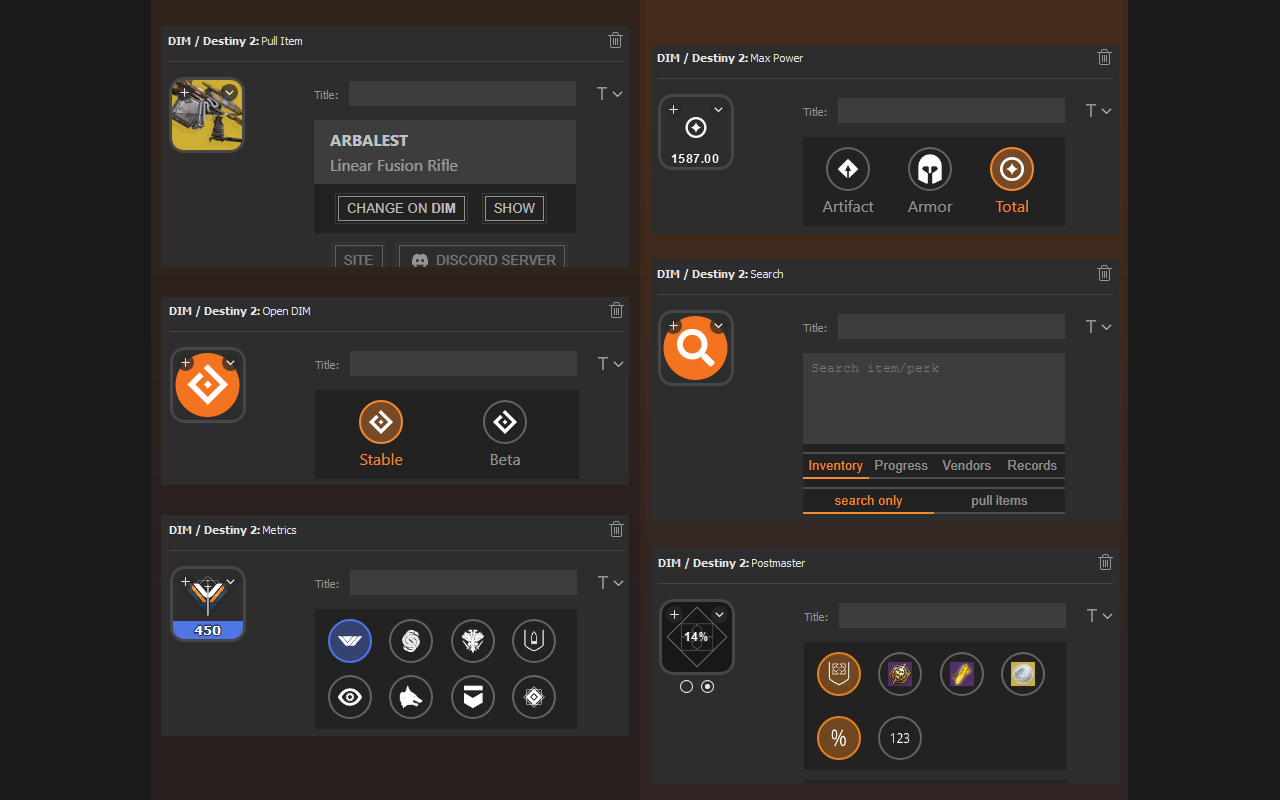 DIM / Destiny 2: Pull Item
Title:
T
ARBALEST
Linear Fusion Rifle
CHANGE ON DIM
SHOW
SITE
DISCORD SERVER
DIM / Destiny 2: Open DIM
Title:
T
Stable
Beta
DIM / Destiny 2: Metrics
450
Title:
T
DIM / Destiny 2: Max Power
1587.00
Title:
T
Artifact
Armor
Total
DIM / Destiny 2: Search
Title:
T
Search item/perk
Inventory
Progress
Vendors
Records
search only
pull items
DIM / Destiny 2: Postmaster
14%
Title:
T
%
123